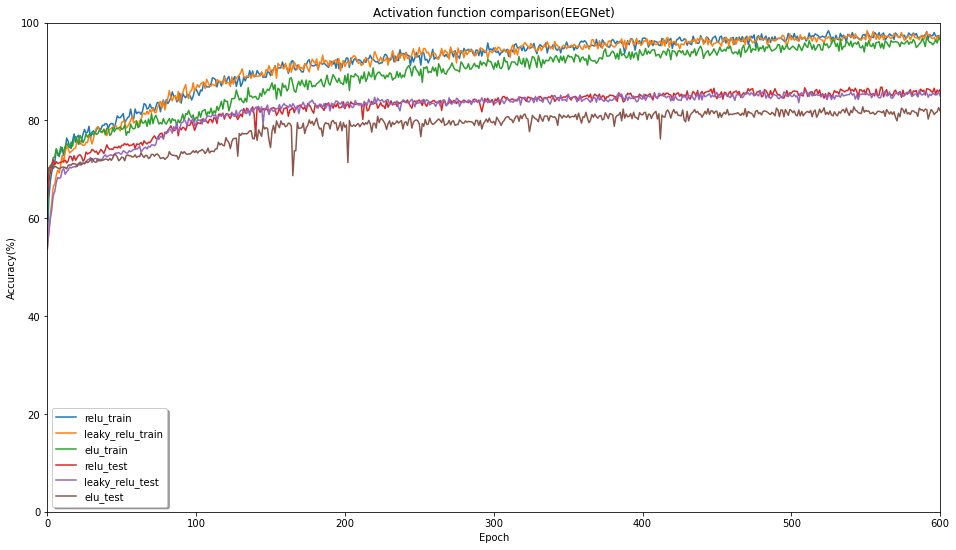 Activation function comparison(EEGNet)
100
80
60
40
20
0
Accuracy(%)
relu_train
leaky_relu_train
elu_train
relu_test
leaky_relu_test
elu_test
0 100 200 300 400 500 600
Epoch